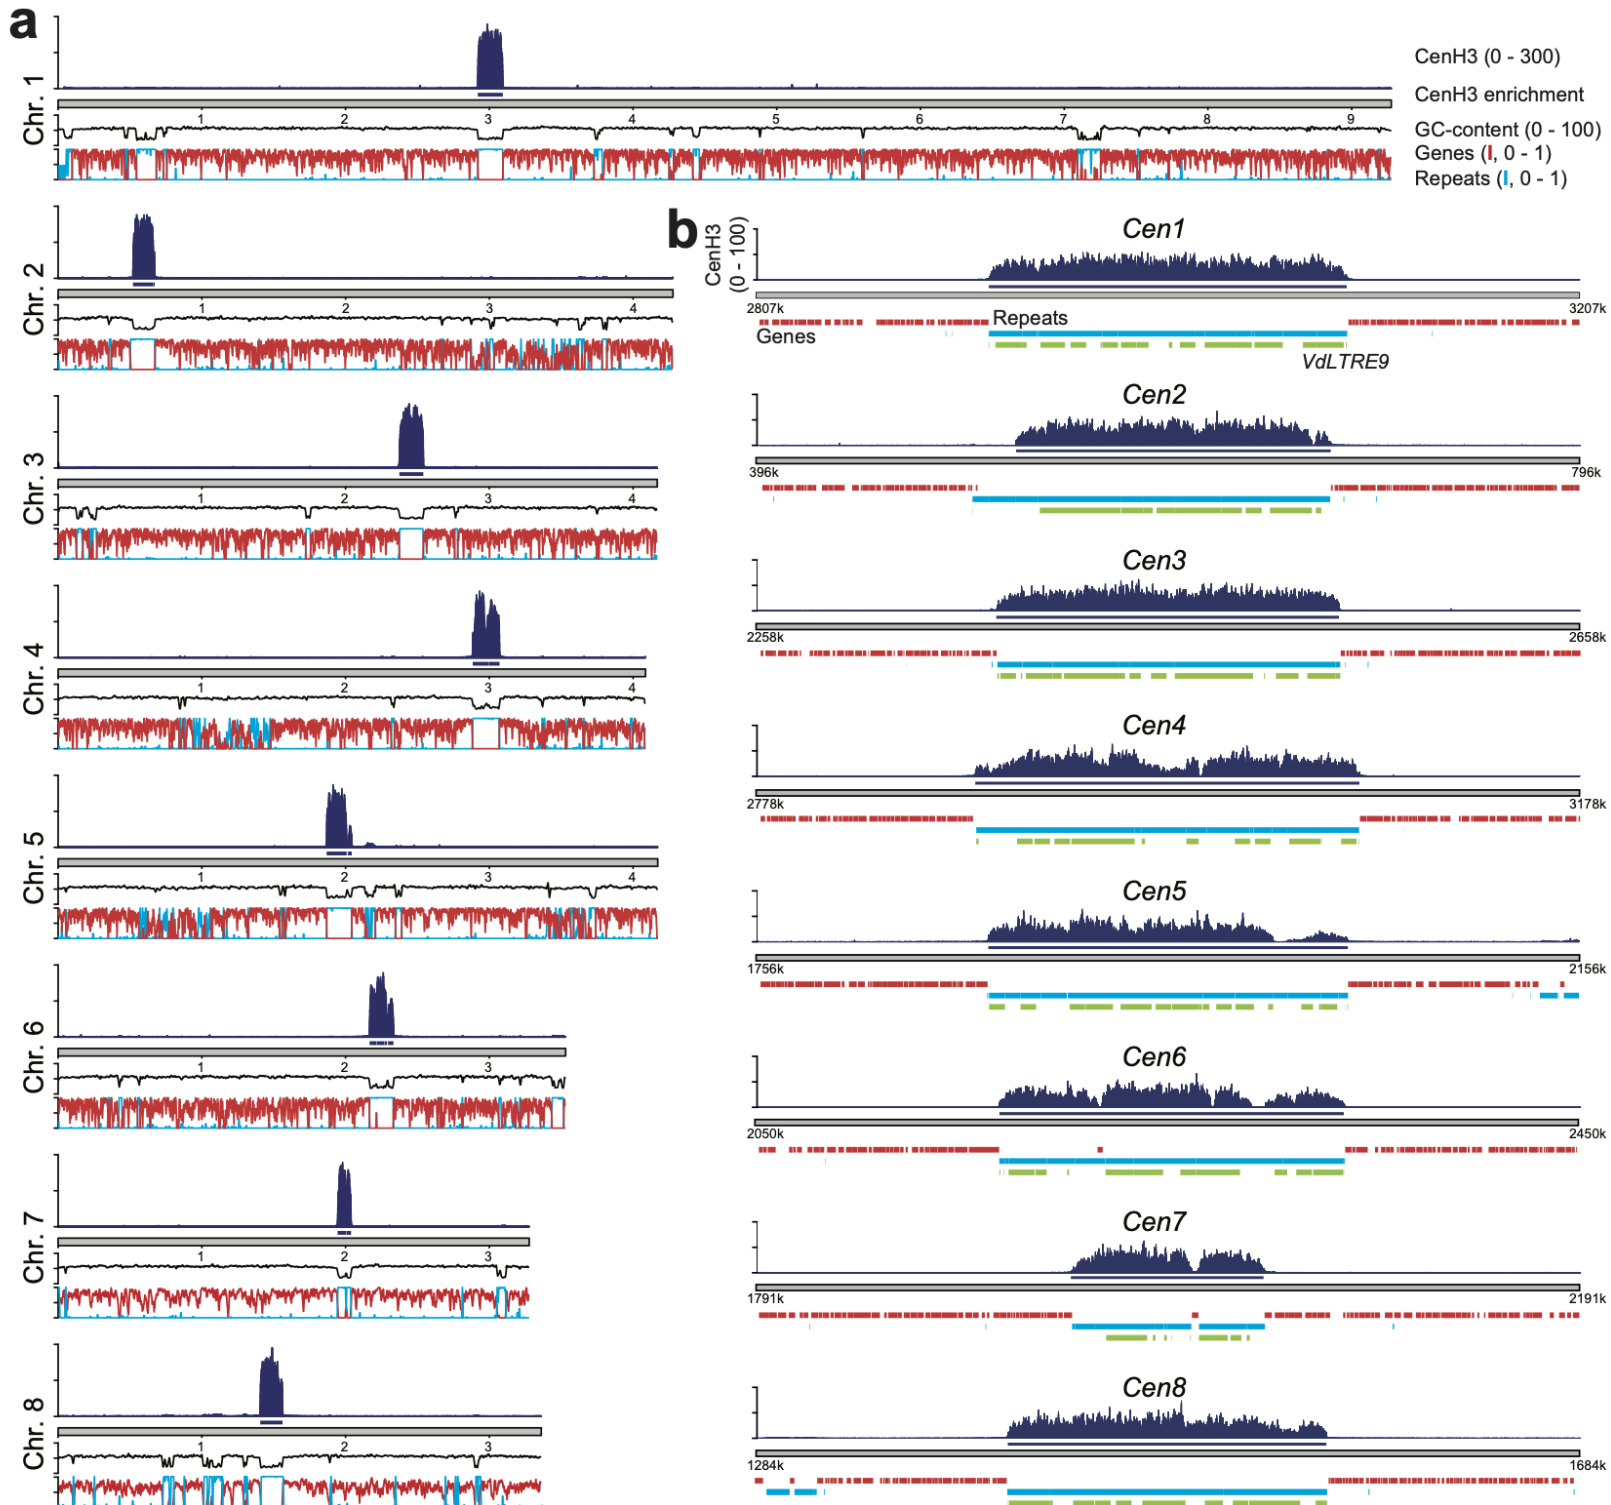 a
Chr. 1
1 2 3 4 5 6 7 8 9
CenH3 (0 - 300)
CenH3 enrichment
GC-content (0 - 100)
Genes (I, 0 - 1)
Repeats (I, 0 - 1)
Chr. 2
1 2 3 4
Chr. 3
1 2 3 4
Chr. 4
1 2 3 4
Chr. 5
1 2 3 4
Chr. 6
1 2 3
Chr. 7
1 2 3
Chr. 8
1 2 3
b
CenH3
(0 - 100)
Cen1
2807k 3207k
Repeats
Genes
VdLTRE9
Cen2
396k 796k
Cen3
2258k 2658k
Cen4
2778k 3178k
Cen5
1756k 2156k
Cen6
2050k 2450k
Cen7
1791k 2191k
Cen8
1284k 1684k